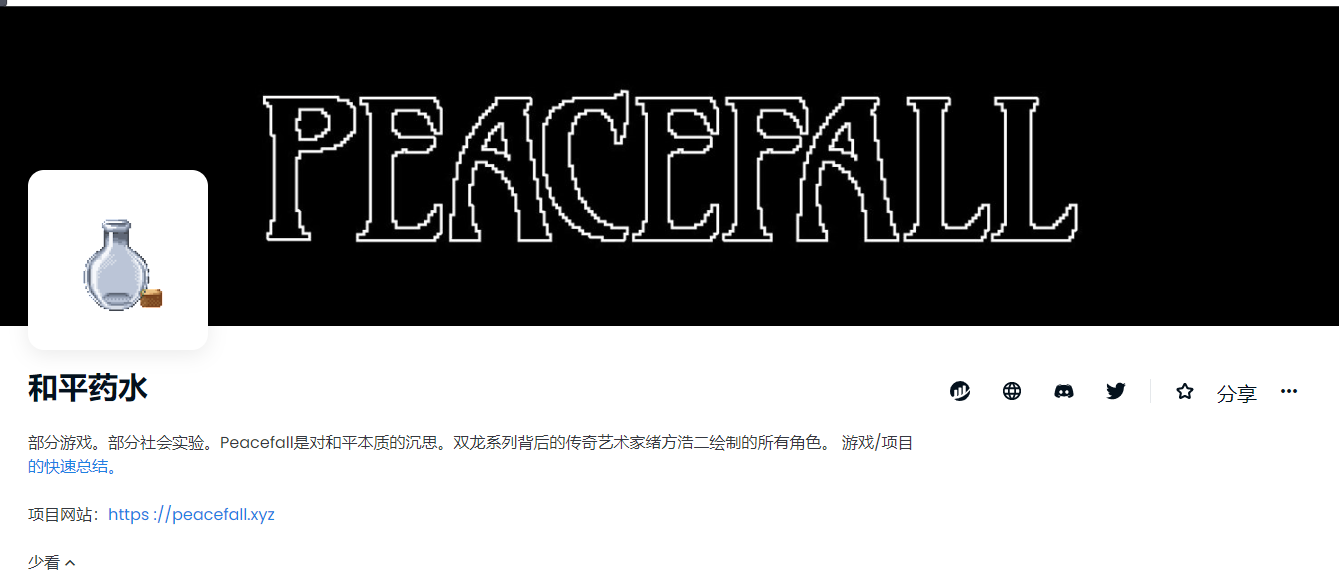 PEACEFALL
和平药水
分享
部分游戏。部分社会实验。Peacefall是对和平本质的沉思。双龙系列背后的传奇艺术家绪方浩二绘制的所有角色。 游戏/项目
的快速总结。
项目网站：https ://peacefall.xyz
少看